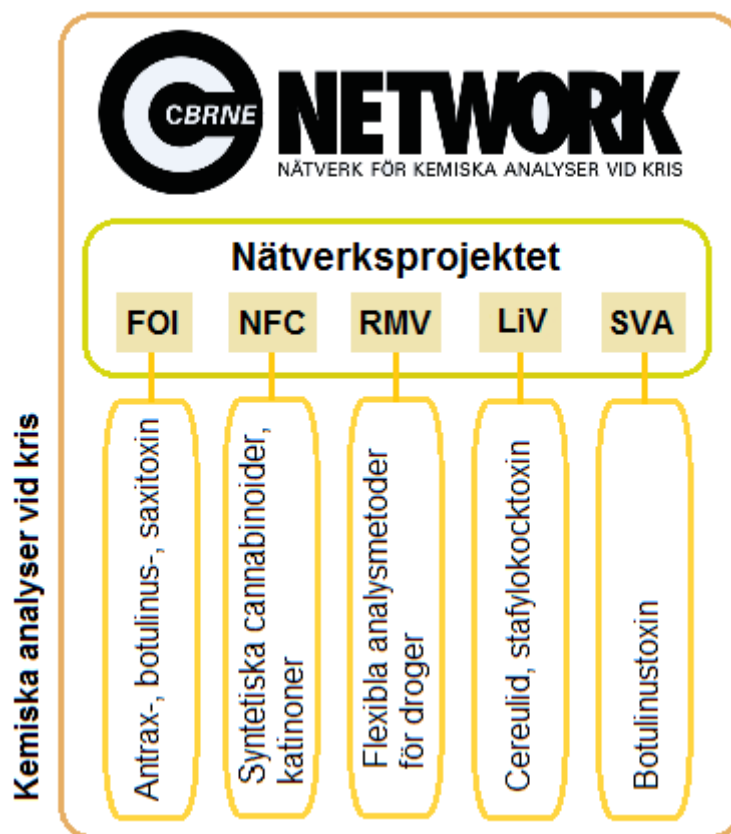 CBRNE
NETWORK
NÄTVERK FÖR KEMISKA ANALYSER VID KRIS
Nätverksprojektet
FOI
NFC
RMV
LiV
SVA
Kemiska analyser vid kris
Antrax-, botulinus-, saxitoxin
Syntetiska cannabinoider,
katinoner
Flexibla analysmetoder
för droger
Cereulid, stafylokocktoxin
Botulinustoxin